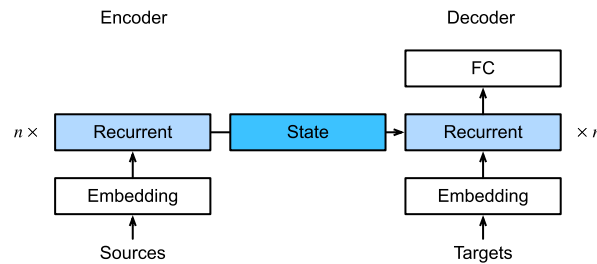 Encoder
Decoder
FC
n ×
Recurrent
State
Recurrent
×
Embedding
Embedding
Sources
Targets